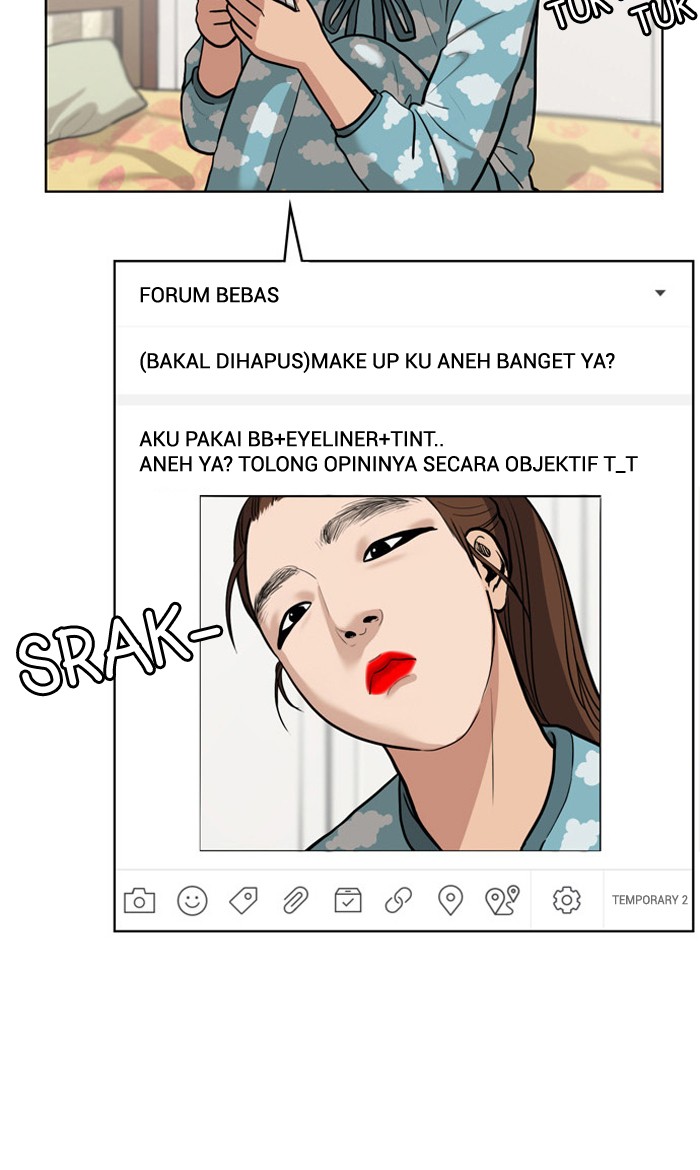 TUK
TUK
FORUM BEBAS
(BAKAL DIHAPUS)MAKE UP KU ANEH BANGET YA?
AKU PAKAI BB+EYELINER+TINT..
ANEH YA? TOLONG OPININYA SECARA OBJEKTIF T_T
SRAK-
TEMPORARY 2